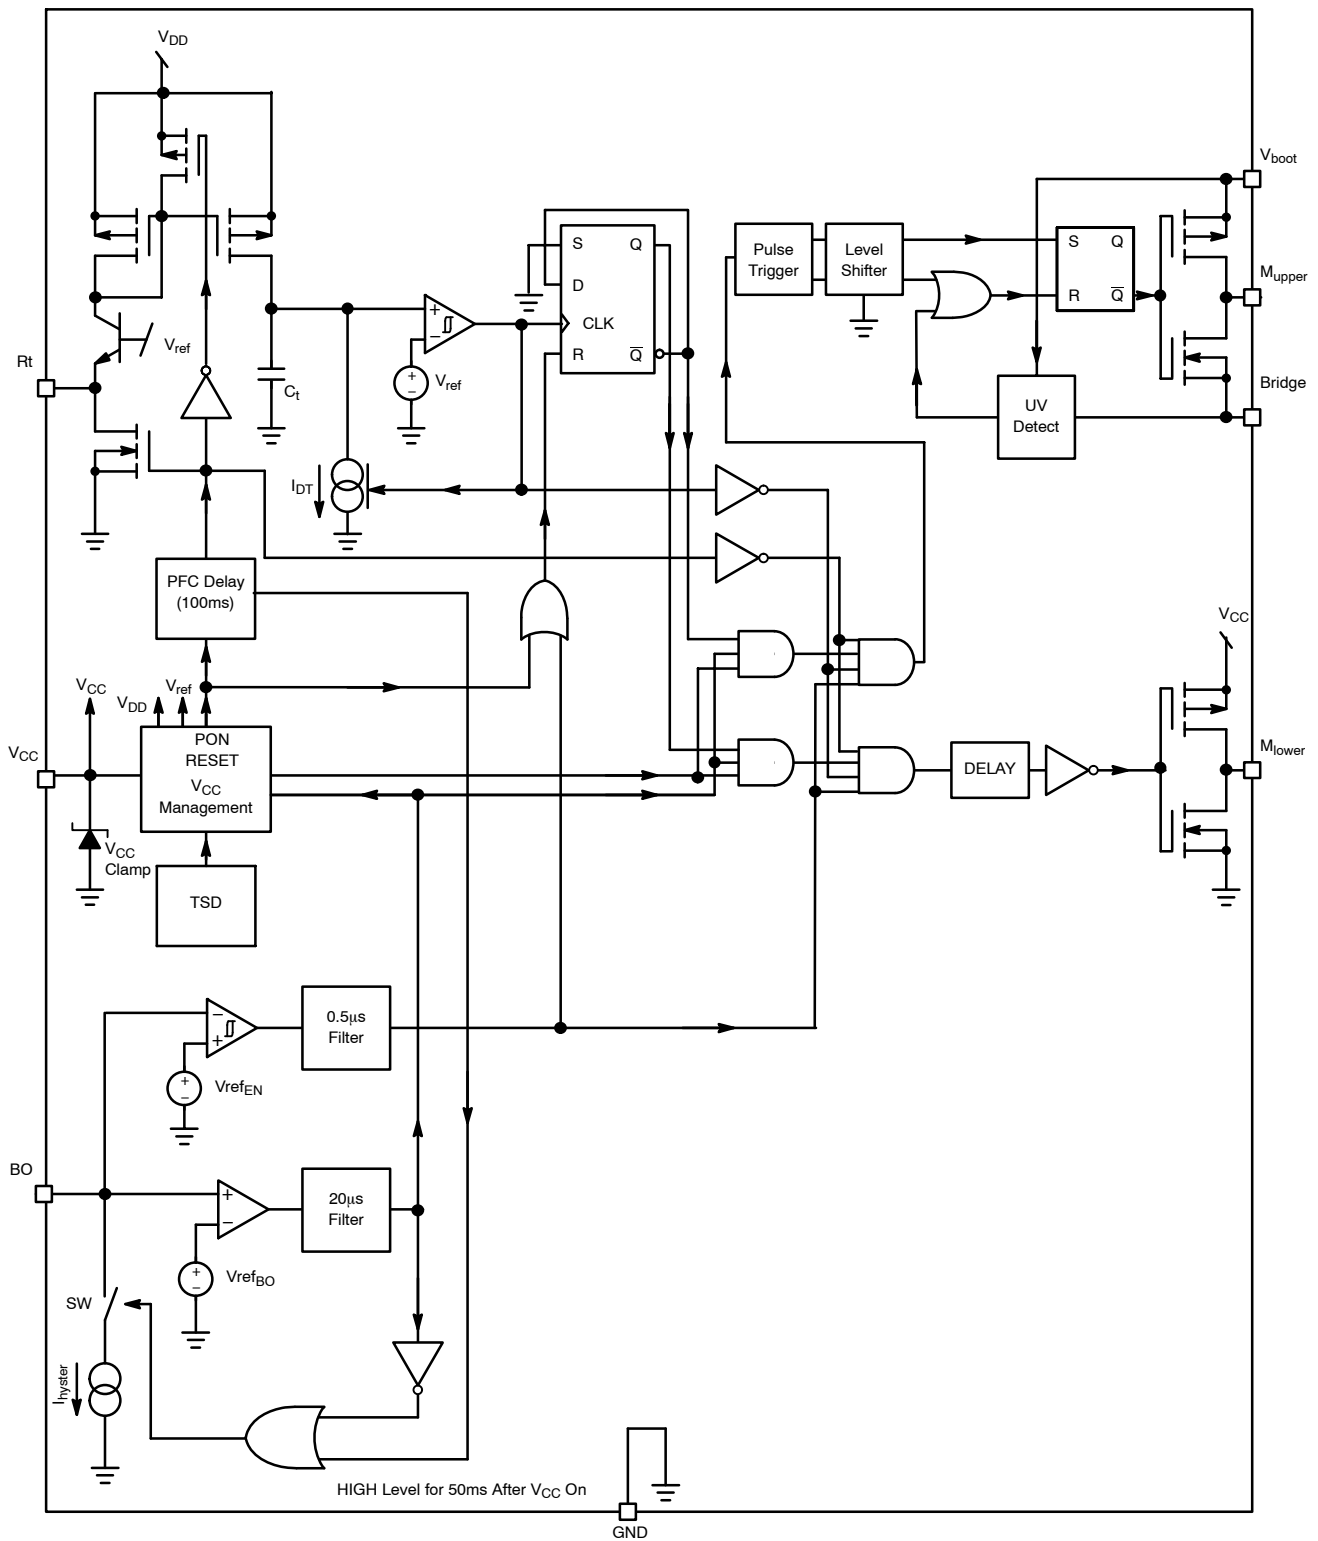 VDD
Vboot
S Q
D
CLK
R Q
Pulse
Trigger
Level
Shifter
S Q
R Q
Mupper
+
−
Vref
+
−
Vref
Rt
Ct
Bridge
UV
Detect
IDT
PFC Delay
(100ms)
VCC
VCC
VDD
Vref
PON
RESET
VCC
Management
VCC
Mlower
DELAY
VCC
Clamp
TSD
−
+
0.5µs
Filter
+
−
VrefEN
BO
+
−
20µs
Filter
+
−
VrefBO
SW
Ihyster
HIGH Level for 50ms After VCC On
GND